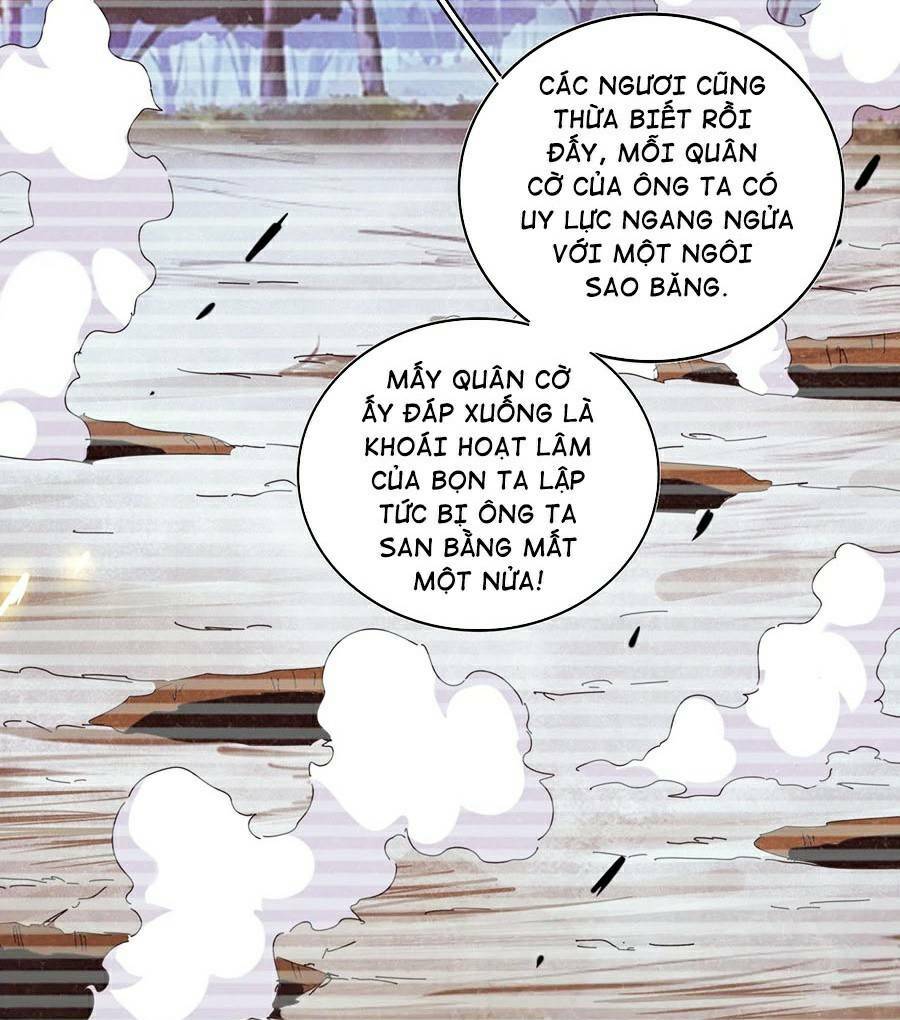 CÁC NGƯƠI CŨNG
THỪA BIẾT RỒI
ĐẤY, MỖI QUÂN
CỜ CỦA ÔNG TA CÓ
UY LỰC NGANG NGỬA
VỚI MỘT NGÔI
SAO BĂNG.
MẤY QUÂN CỜ
ẤY ĐÁP XUỐNG LÀ
KHOÁI HOẠT LÂM
CỦA BỌN TA LẬP
TỨC BỊ ÔNG TA
SAN BẰNG MẤT
MỘT NỬA!